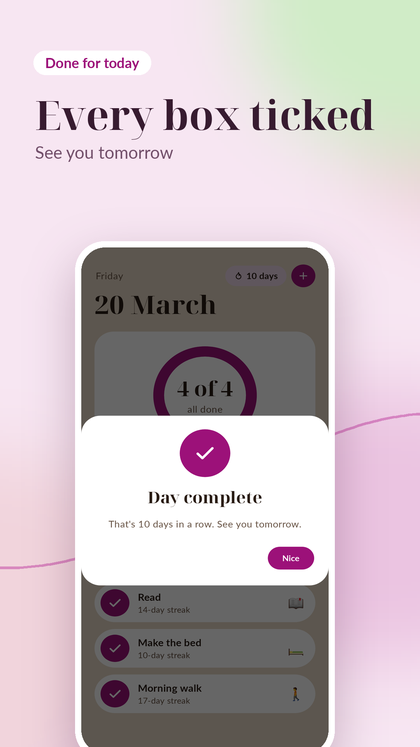 Done for today
Every box ticked
See you tomorrow
Friday
10 days
20 March
4 of 4
all done
Day complete
That's 10 days in a row. See you tomorrow.
Nice
Read
14-day streak
Make the bed
10-day streak
Morning walk
17-day streak